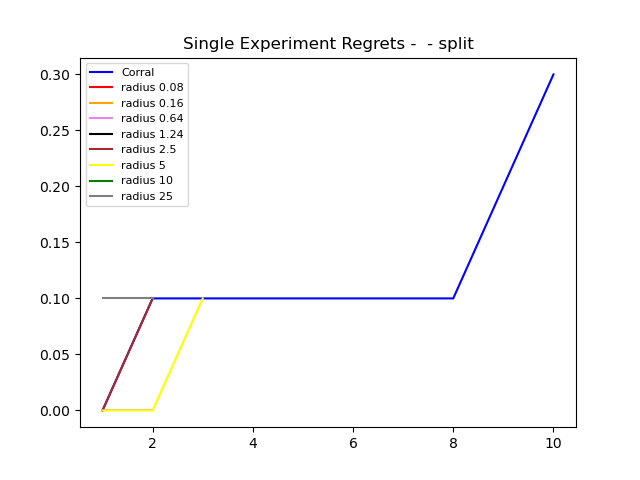 Single Experiment Regrets -  - split
Corral
radius 0.08
radius 0.16
radius 0.64
radius 1.24
radius 2.5
radius 5
radius 10
radius 25
0.30
0.25
0.20
0.15
0.10
0.05
0.00
2 4 6 8 10